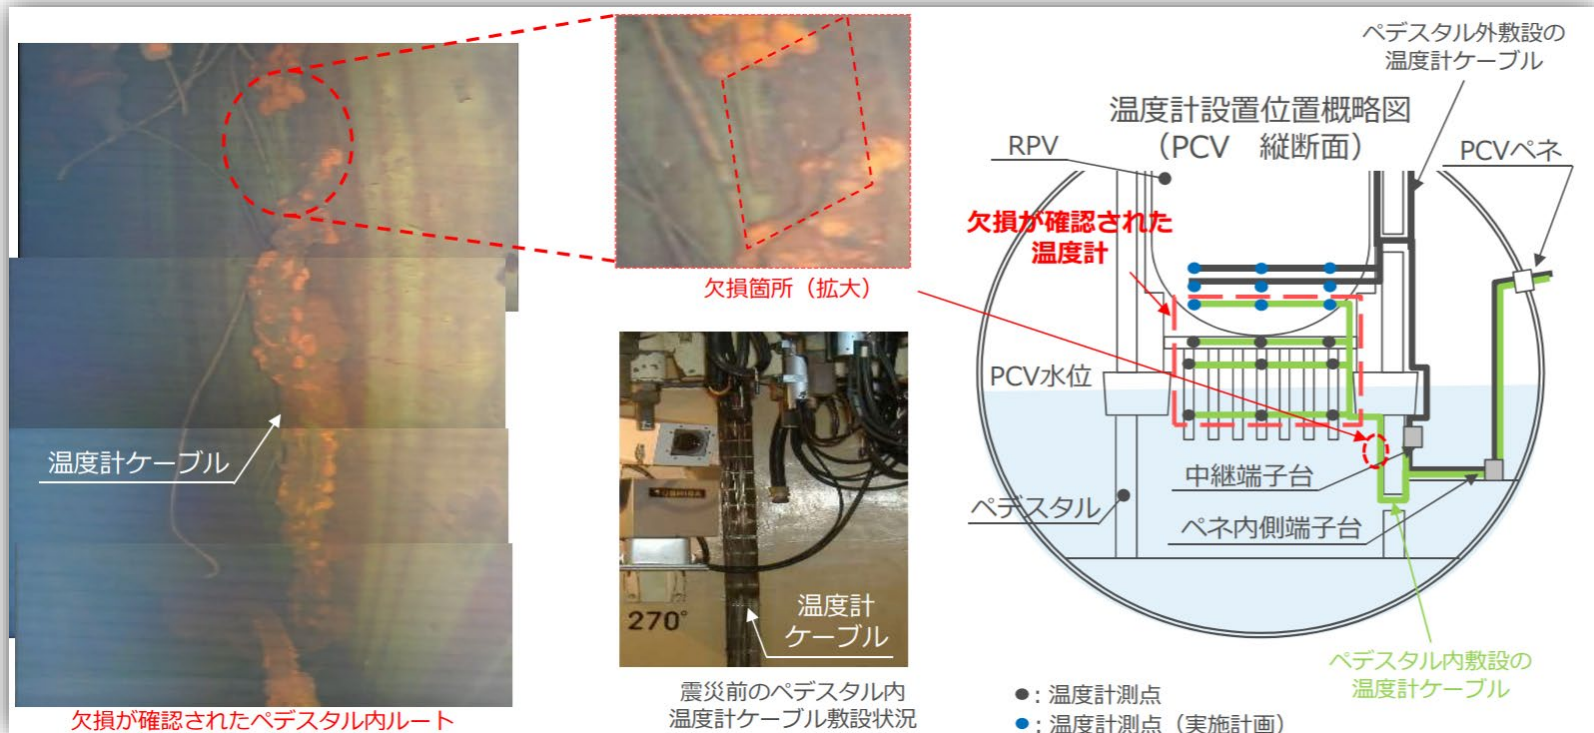 温度計ケーブル
欠損が確認されたペデスタル内ルート
欠損箇所（拡大）
270°
温度計
ケーブル
震災前のペデスタル内
温度計ケーブル敷設状況
ペデスタル外敷設の
温度計ケーブル
温度計設置位置概略図
（PCV　縦断面）
RPV
PCVペネ
欠損が確認された
温度計
PCV水位
中継端子台
ペデスタル
ペネ内側端子台
ペデスタル内敷設の
温度計ケーブル
●：温度計測点
●：温度計測点（実施計画）